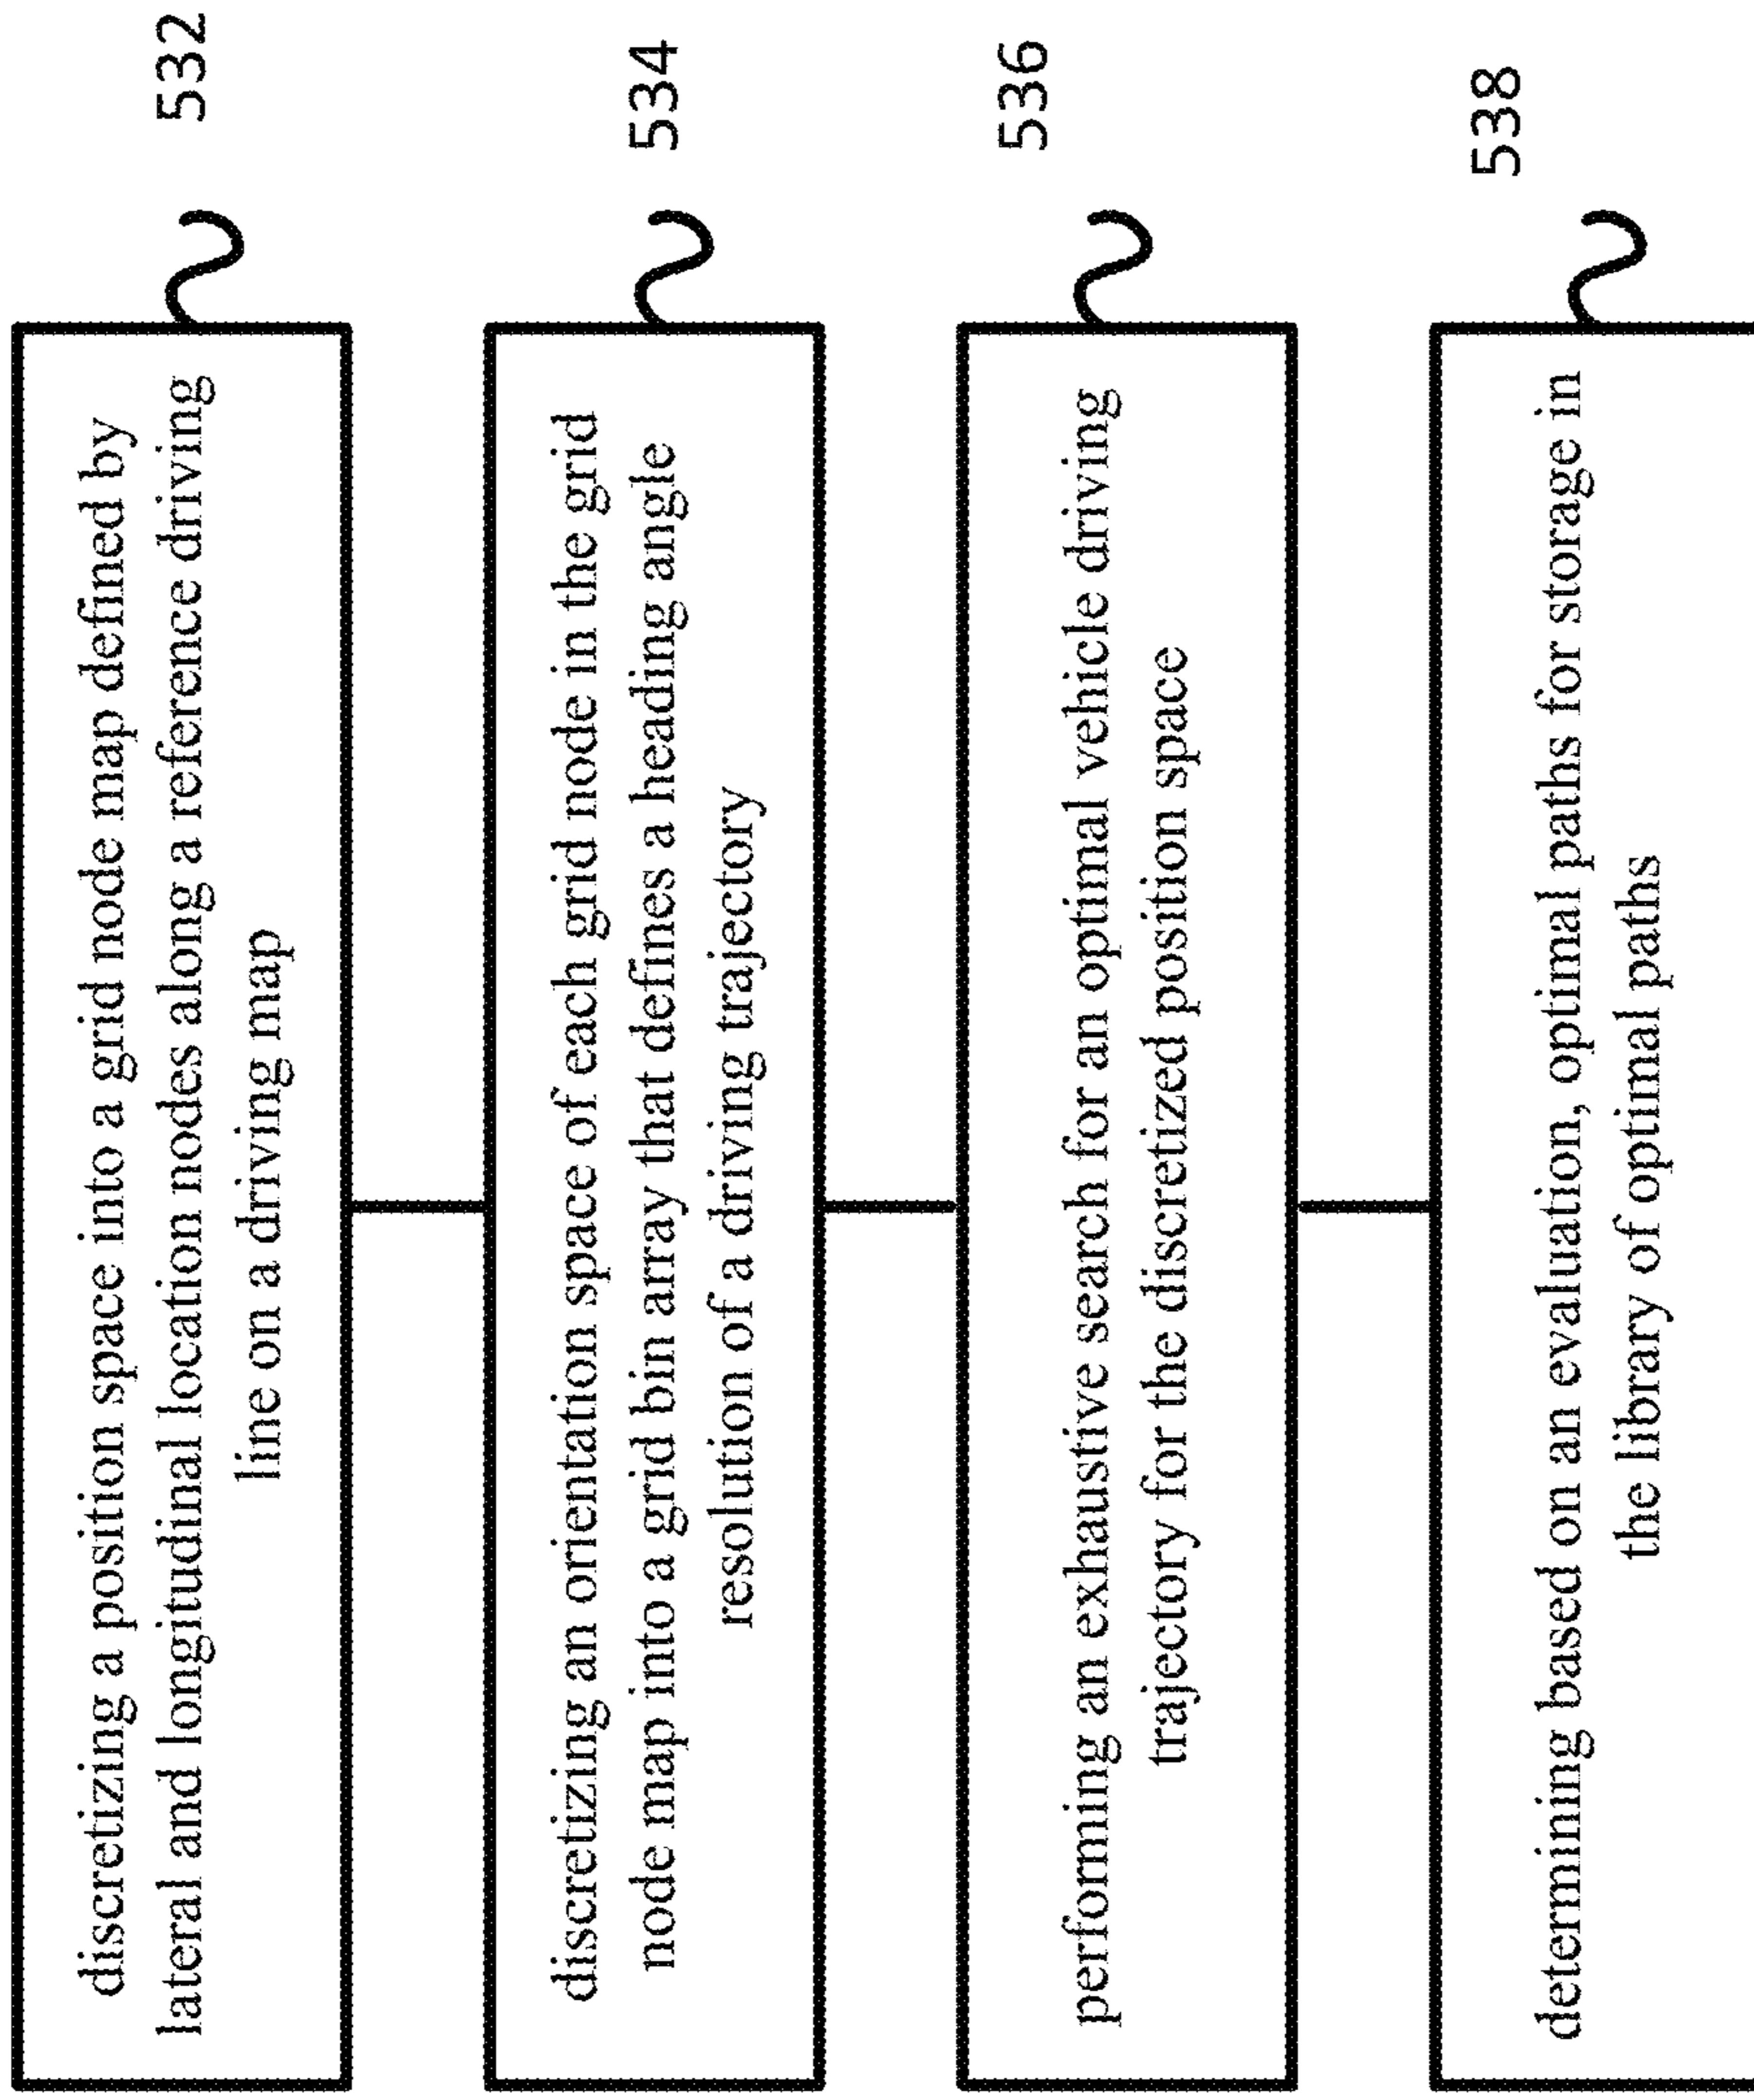 discretizing a position space into a grid node map defined by
lateral and longitudinal location nodes along a reference driving
line on a driving map
532
discretizing an orientation space of each grid node in the grid
node map into a grid bin array that defines a heading angle
resolution of a driving trajectory
534
performing an exhaustive search for an optimal vehicle driving
trajectory for the discretized position space
536
determining based on an evaluation, optimal paths for storage in
the library of optimal paths
538